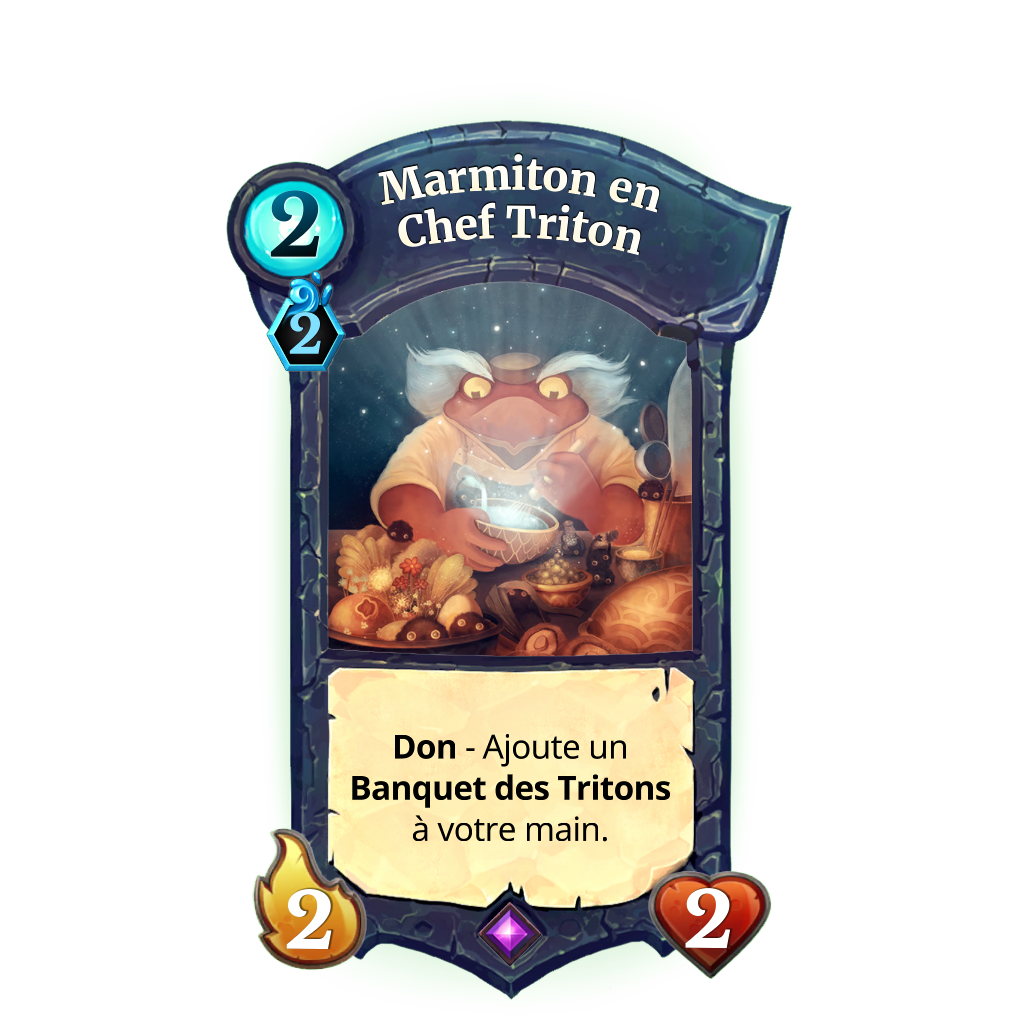 Marmiton en
Chef Triton
2
2
Don - Ajoute un
Banquet des Tritons
à votre main.
2
2